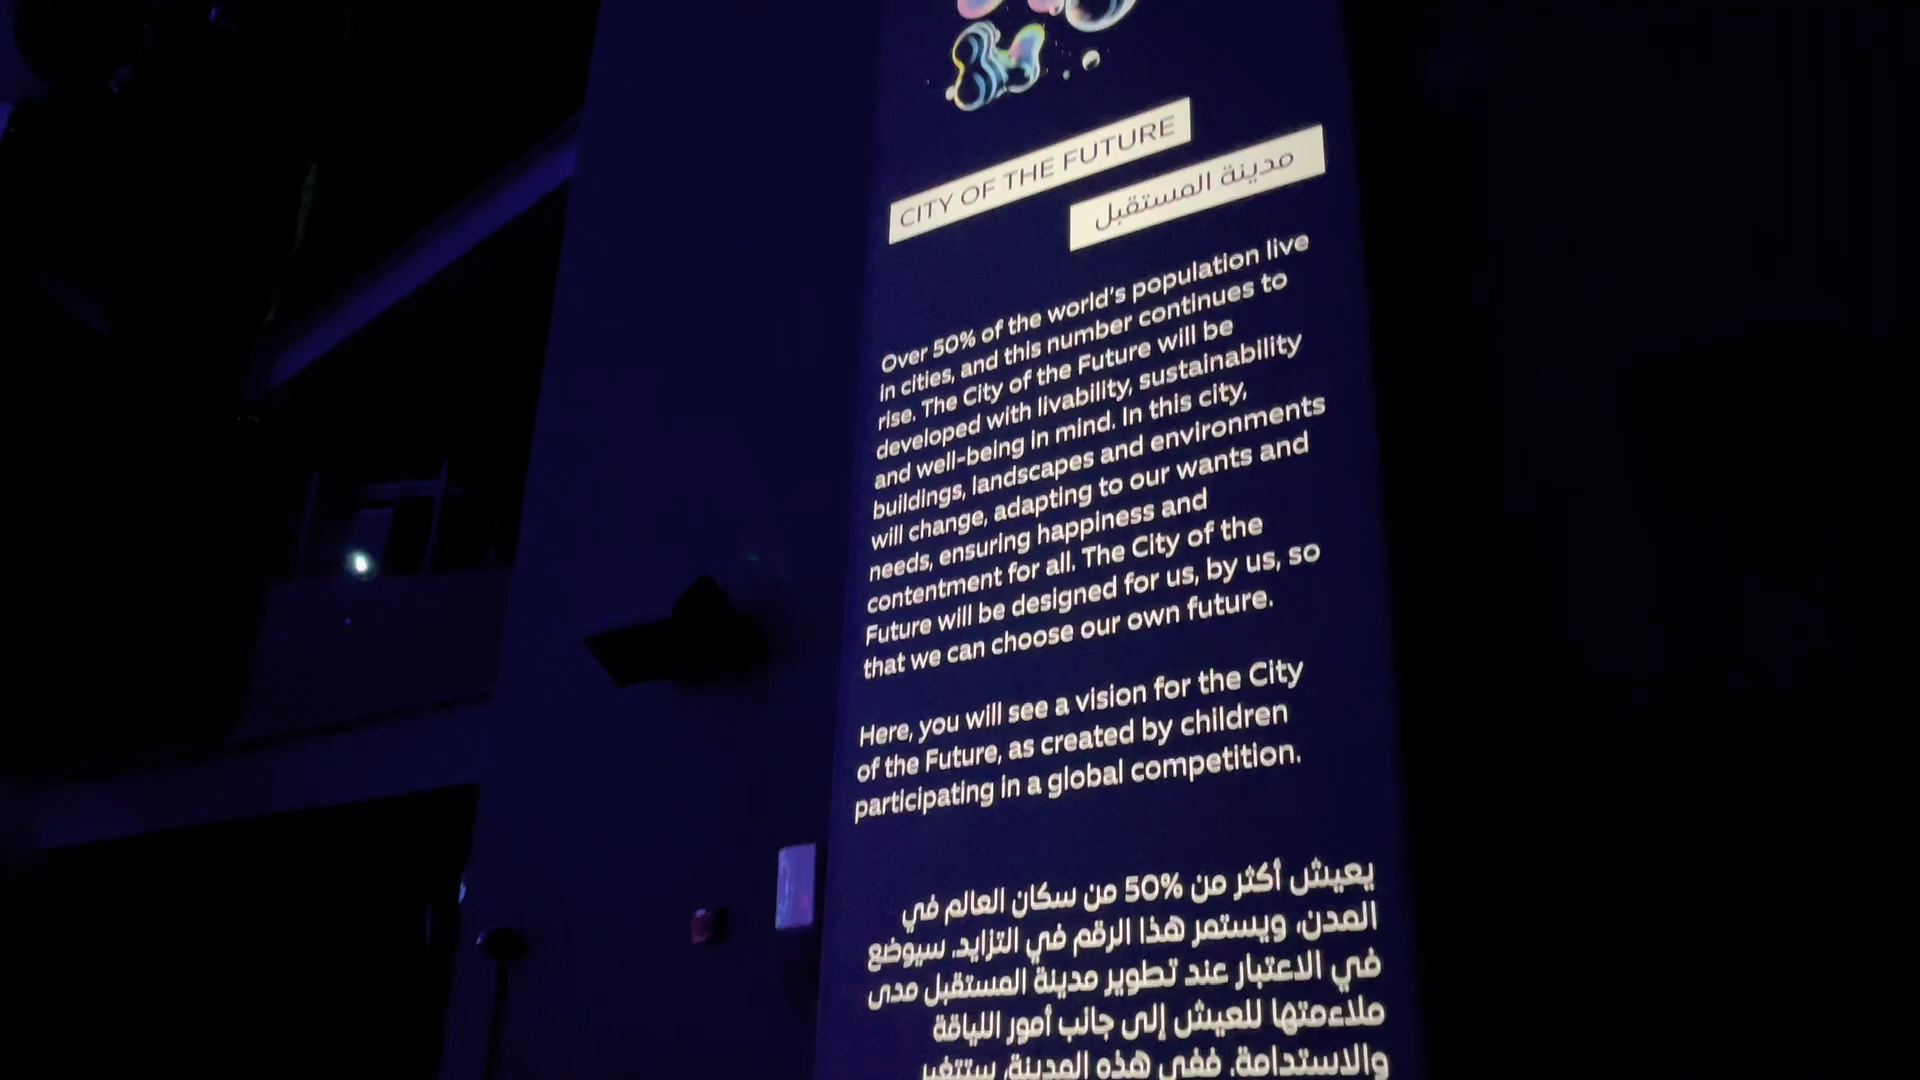 CITY OF THE FUTURE
مدينة المستقبل
Over 50% of the world's population live
in cities, and this number continues to
rise. The City of the Future will be
developed with livability, sustainability
and well-being in mind. In this city,
buildings, landscapes and environments
will change, adapting to our wants and
needs, ensuring happiness and
contentment for all. The City of the
Future will be designed for us, by us, so
that we can choose our own future.
Here, you will see a vision for the City
of the Future, as created by children
participating in a global competition.
يعيش أكثر من %50 من سكان العالم في
المدن، ويستمر هذا الرقم في التزايد. سيوضع
في الاعتبار عند تطوير مدينة المستقبل مدى
ملاءمتها للعيش إلى جانب أمور اللياقة
والاستدامة. ففي هذه المدينة، ستتغير